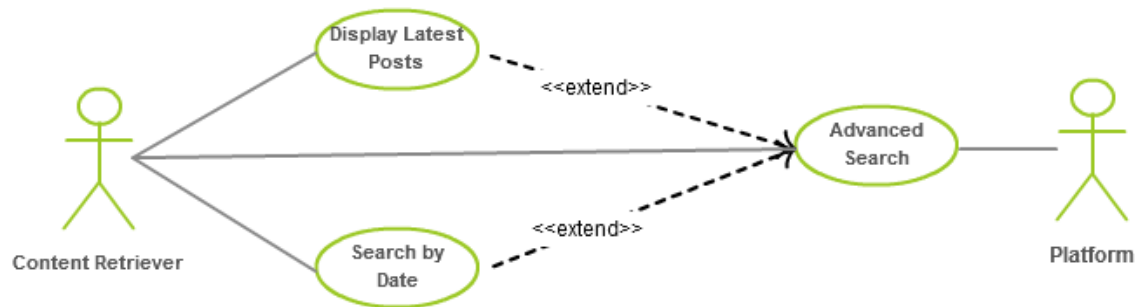 Display Latest
Posts
<<extend>>
Advanced
Search
<<extend>>
Search by
Date
Content Retriever
Platform